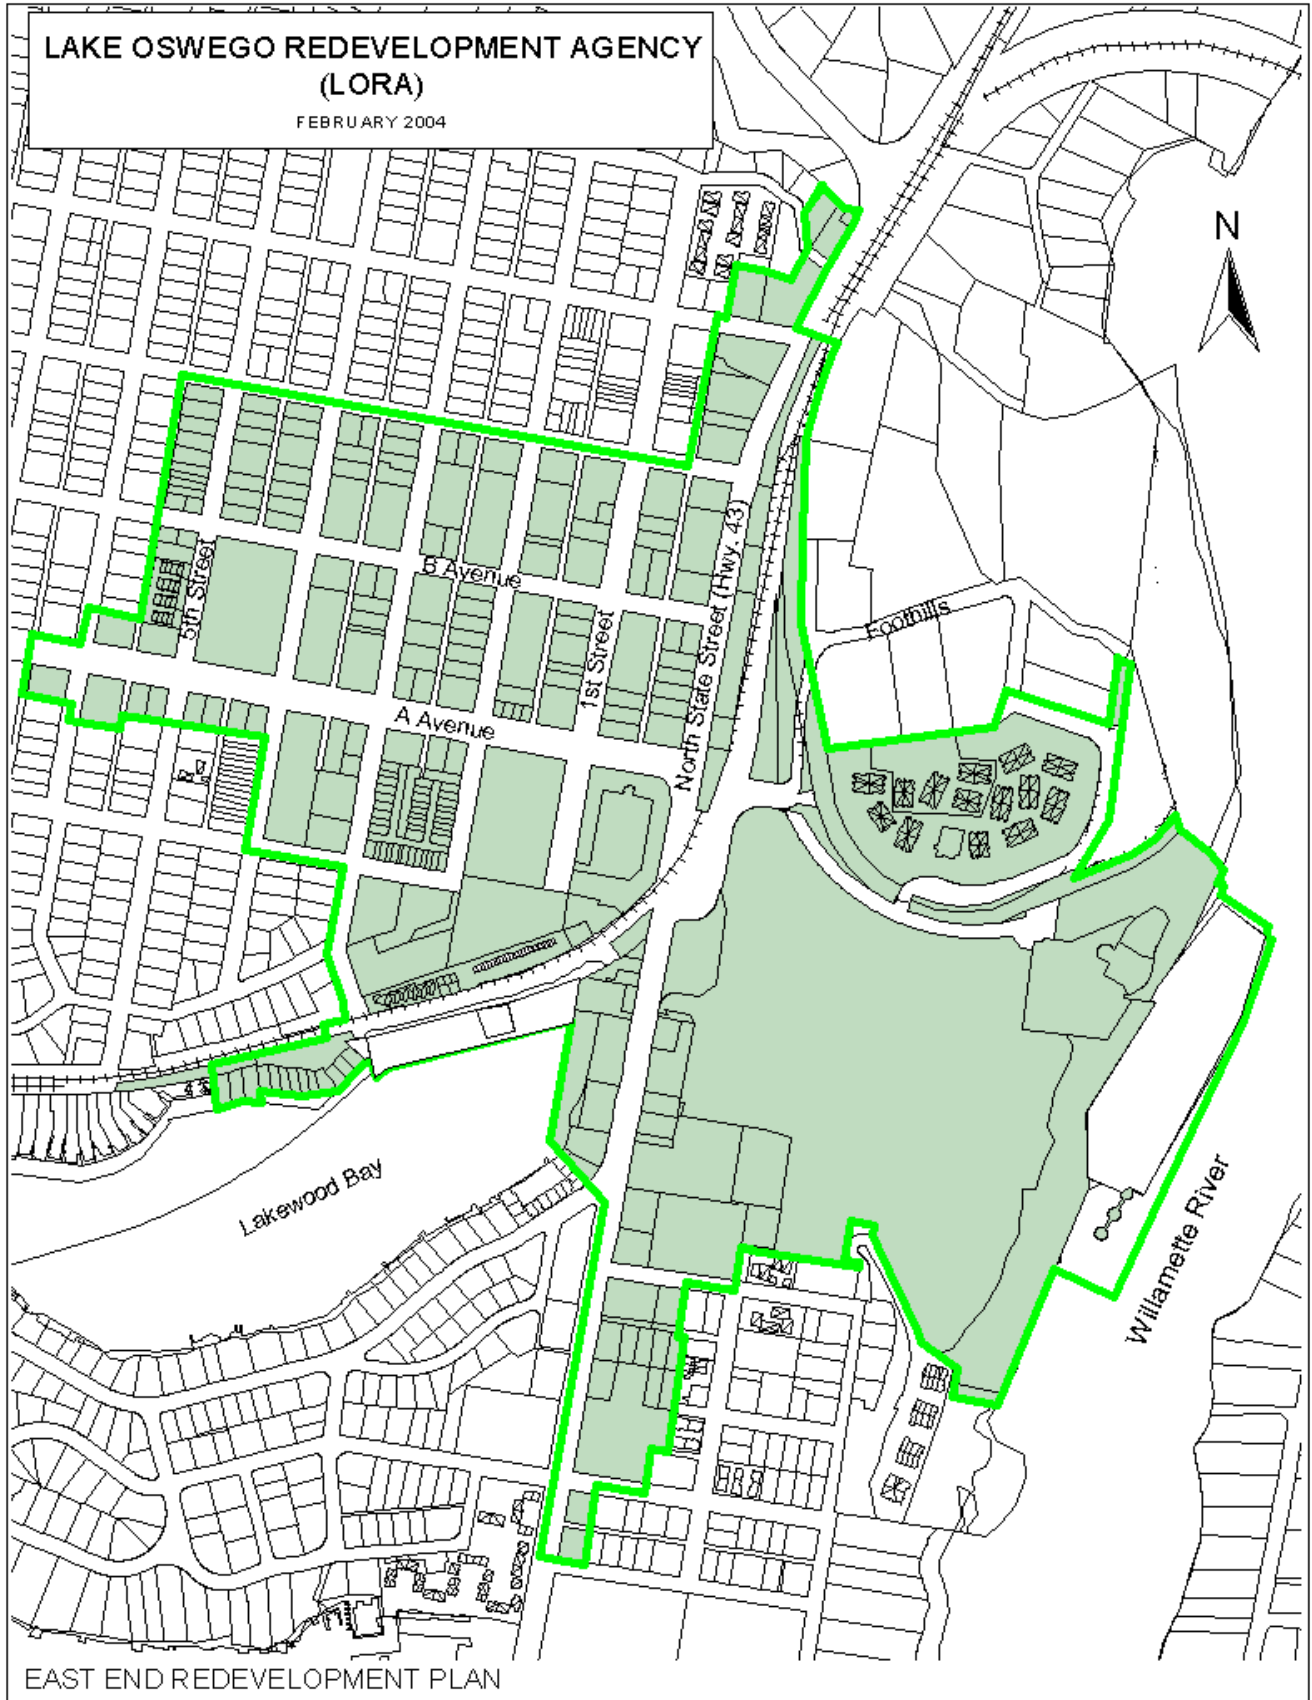 LAKE OSWEGO REDEVELOPMENT AGENCY
(LORA)
FEBRUARY 2004
N
5th Street
B Avenue
1st Street
North State Street (Hwy. 43)
Foothills
A Avenue
Lakewood Bay
Willamette River
EAST END REDEVELOPMENT PLAN